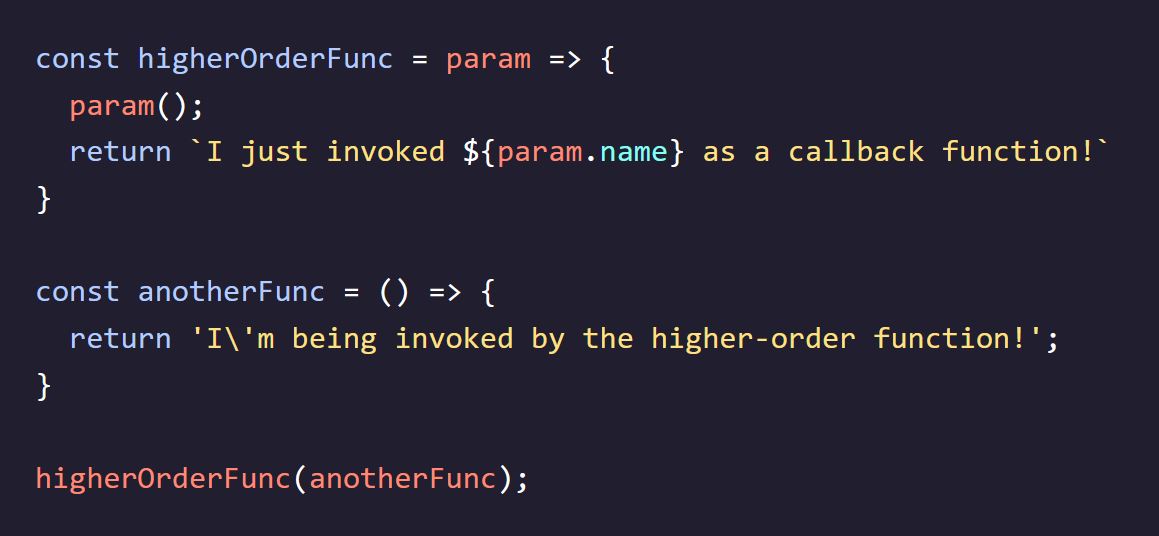 const higherOrderFunc = param => {
  param();
  return `I just invoked ${param.name} as a callback function!`
}

const anotherFunc = () => {
  return 'I\'m being invoked by the higher-order function!';
}

higherOrderFunc(anotherFunc);